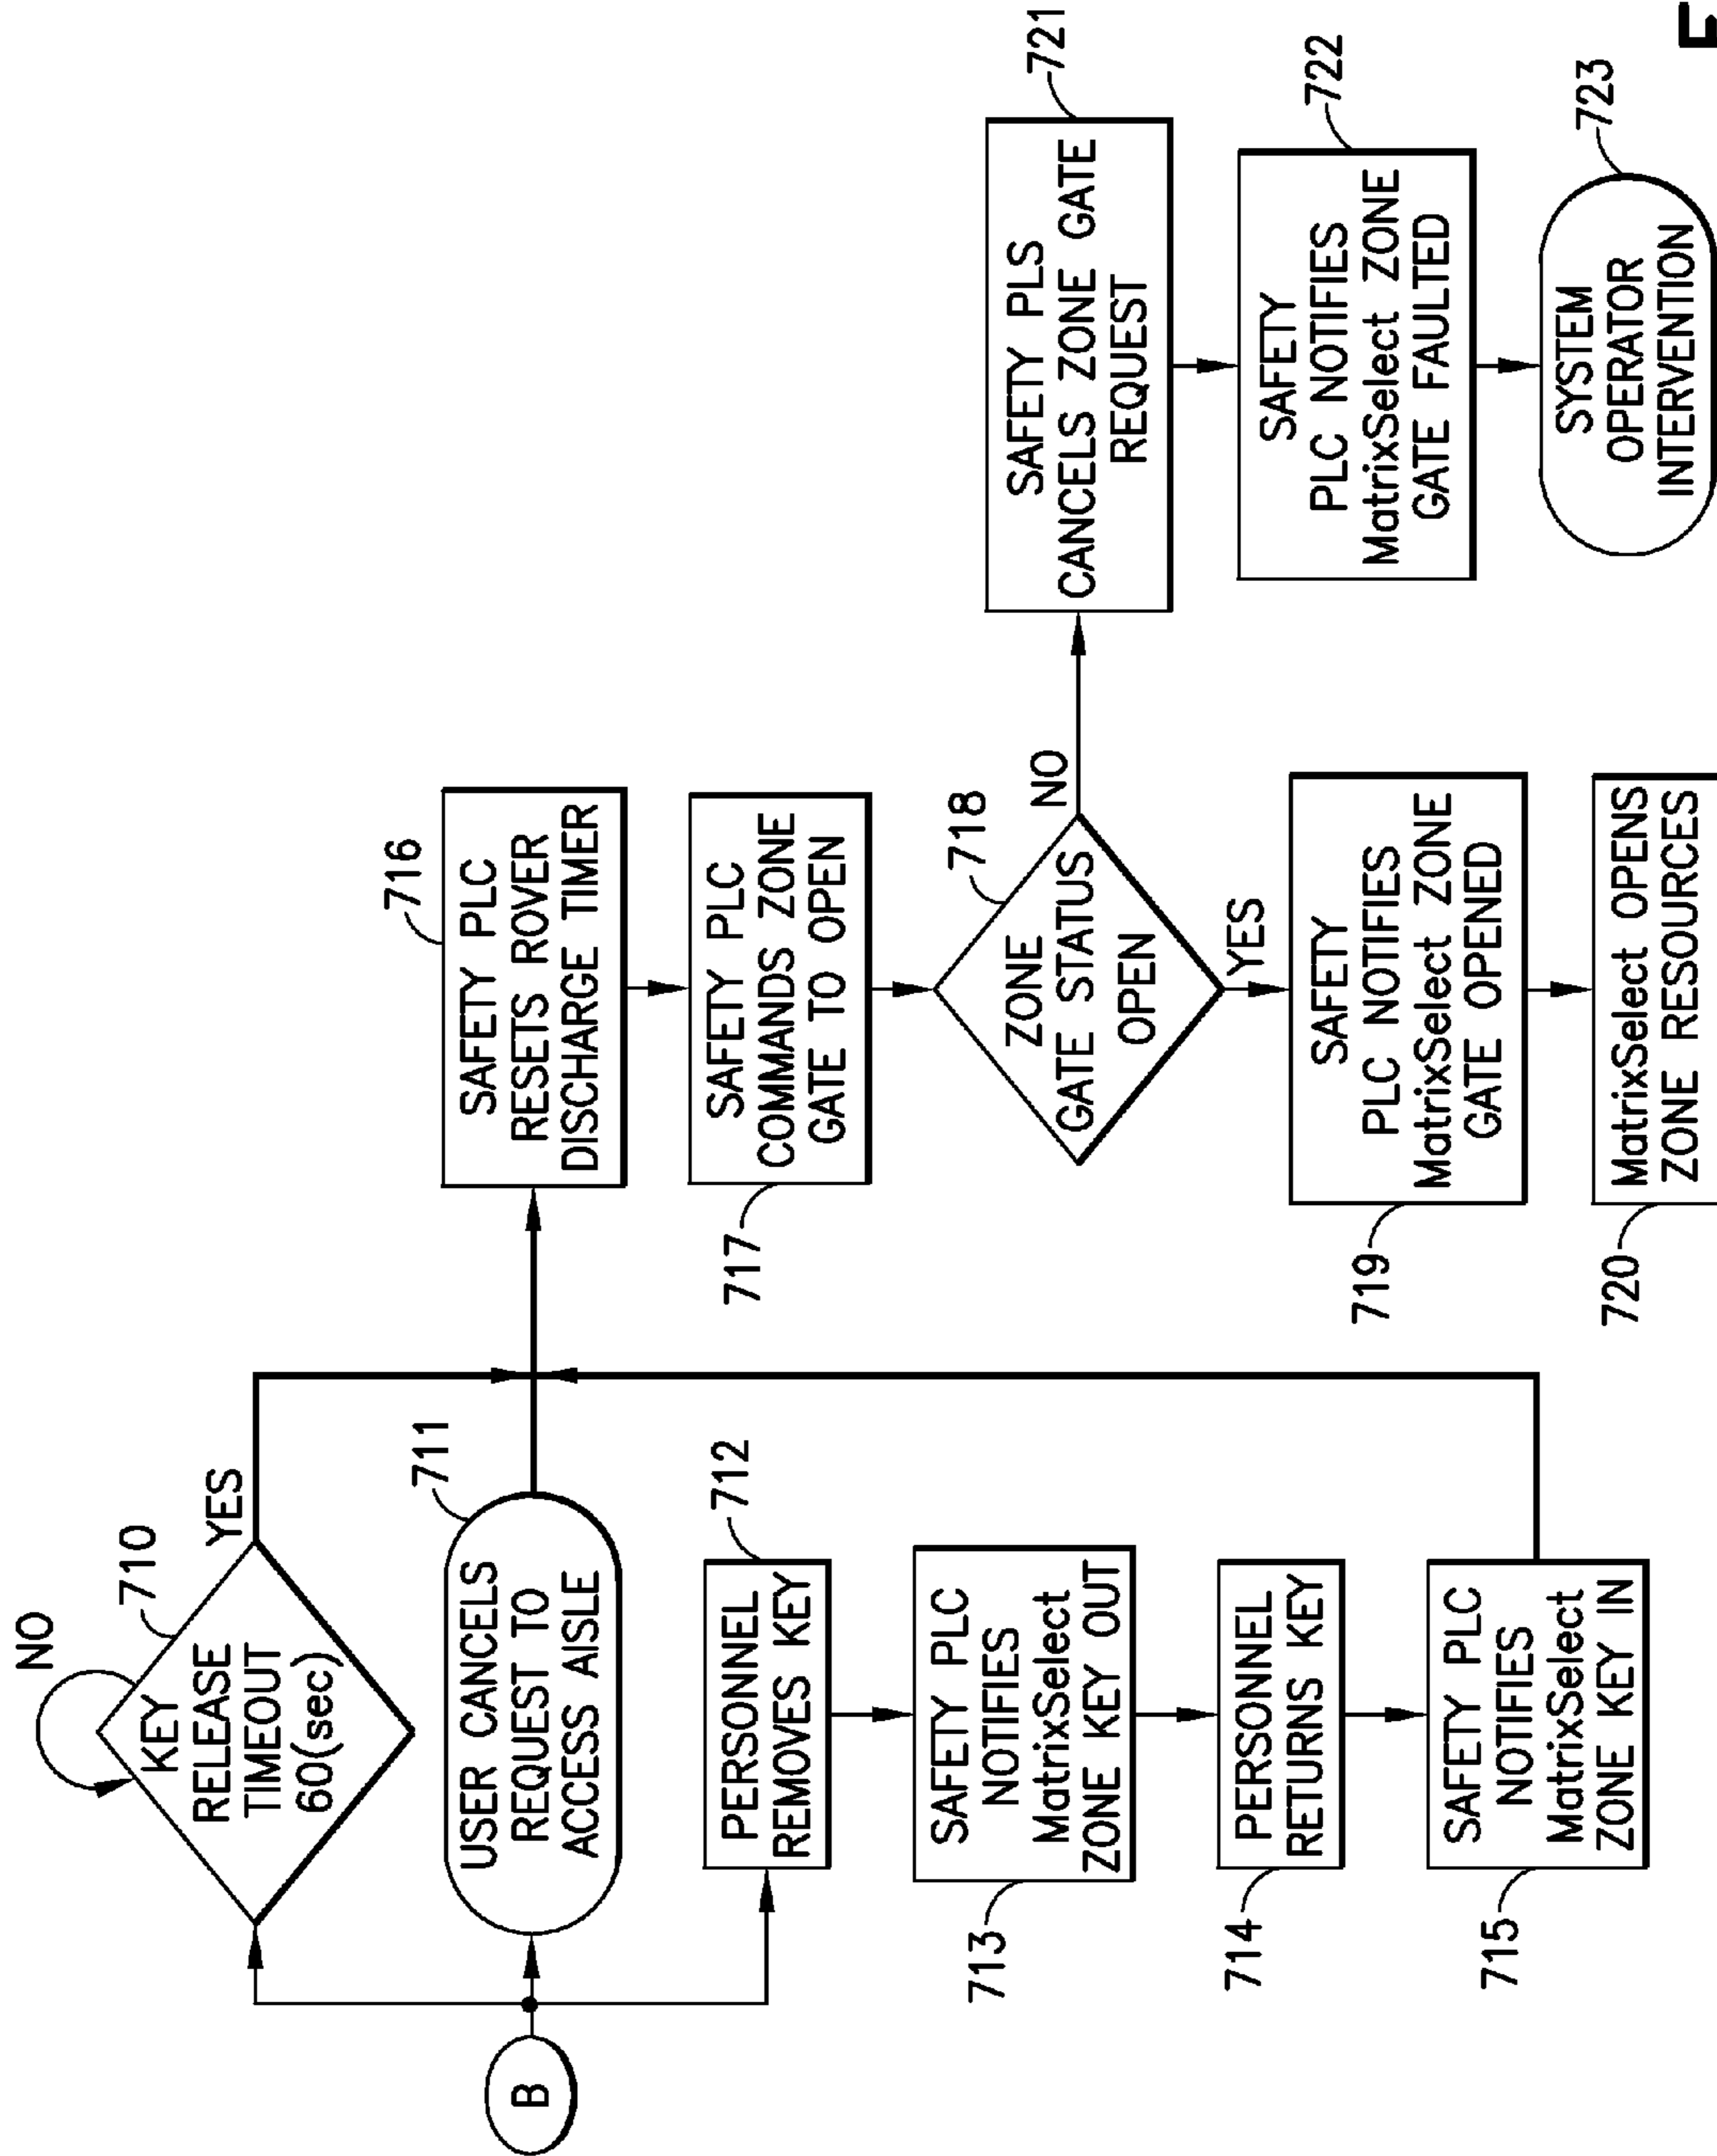 B
NO
710
KEY
RELEASE
TIMEOUT
60(sec)
YES
711
USER CANCELS
REQUEST TO
ACCESS AISLE
712
PERSONNEL
REMOVES KEY
713
SAFETY PLC
NOTIFIES
MatrixSelect
ZONE KEY OUT
714
PERSONNEL
RETURNS KEY
715
SAFETY PLC
NOTIFIES
MatrixSelect
ZONE KEY IN
716
SAFETY PLC
RESETS ROVER
DISCHARGE TIMER
717
SAFETY PLC
COMMANDS ZONE
GATE TO OPEN
718
ZONE
GATE STATUS
OPEN
NO
YES
719
SAFETY
PLC NOTIFIES
MatrixSelect ZONE
GATE OPENED
720
MatrixSelect OPENS
ZONE RESOURCES
721
SAFETY PLS
CANCELS ZONE GATE
REQUEST
722
SAFETY
PLC NOTIFIES
MatrixSelect ZONE
GATE FAULTED
723
SYSTEM
OPERATOR
INTERVENTION